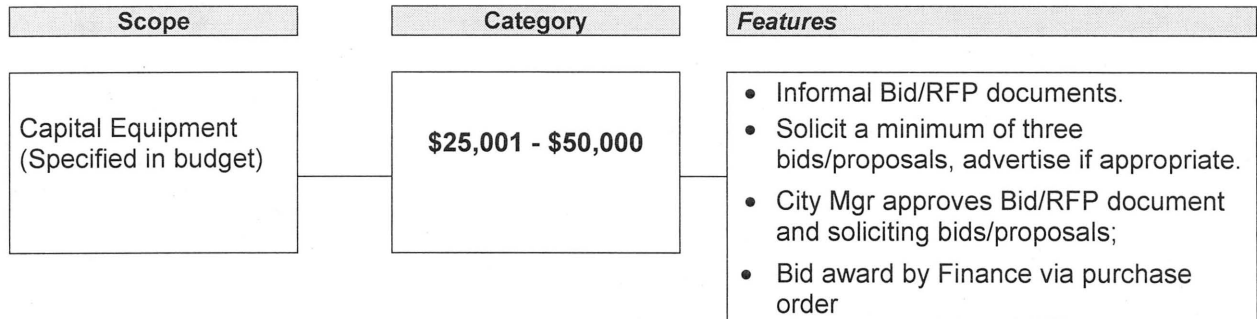 Scope
Category
Features
Capital Equipment
(Specified in budget)
$25,001 - $50,000
• Informal Bid/RFP documents.
• Solicit a minimum of three
bids/proposals, advertise if appropriate.
• City Mgr approves Bid/RFP document
and soliciting bids/proposals;
• Bid award by Finance via purchase
order